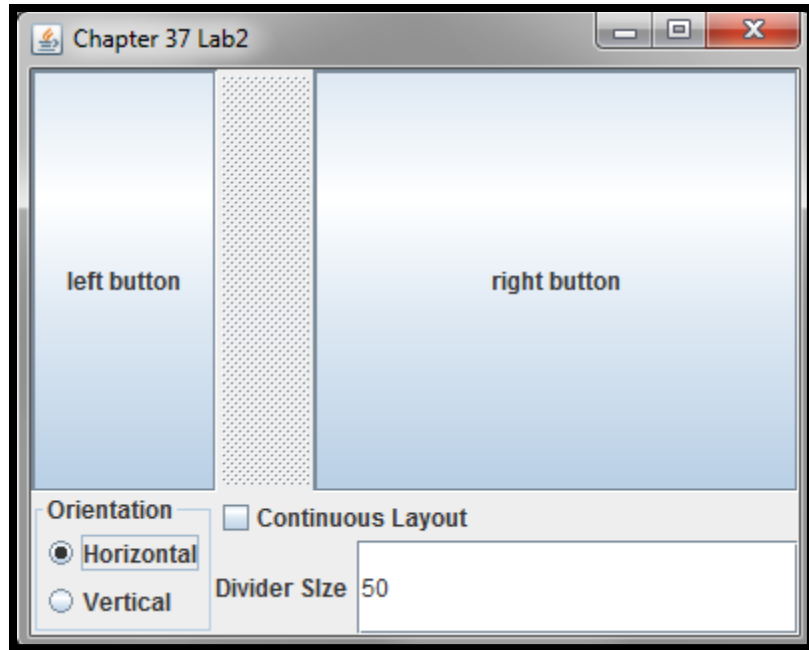 Chapter 37 Lab2
left button
right button
Orientation
Continuous Layout
Horizontal
Divider SIze 50
Vertical